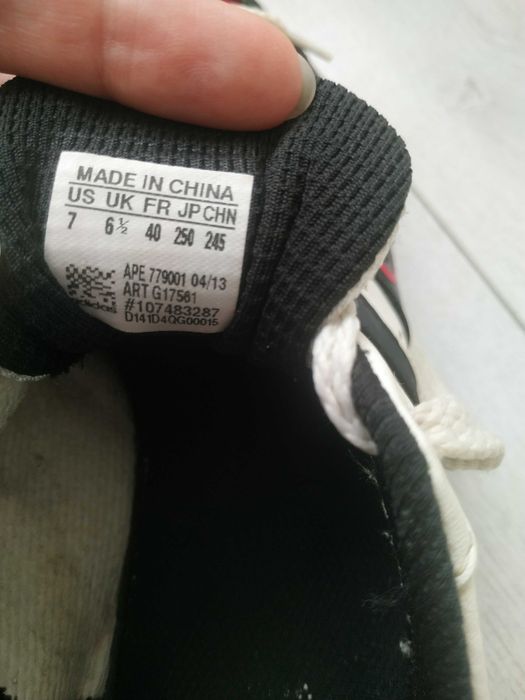 MADE IN CHINA
US UK FR JP CHN
7 6½ 40 250 245
APE 779001 04/13
ART G17561
#107483287
adidas D141D4QG00015